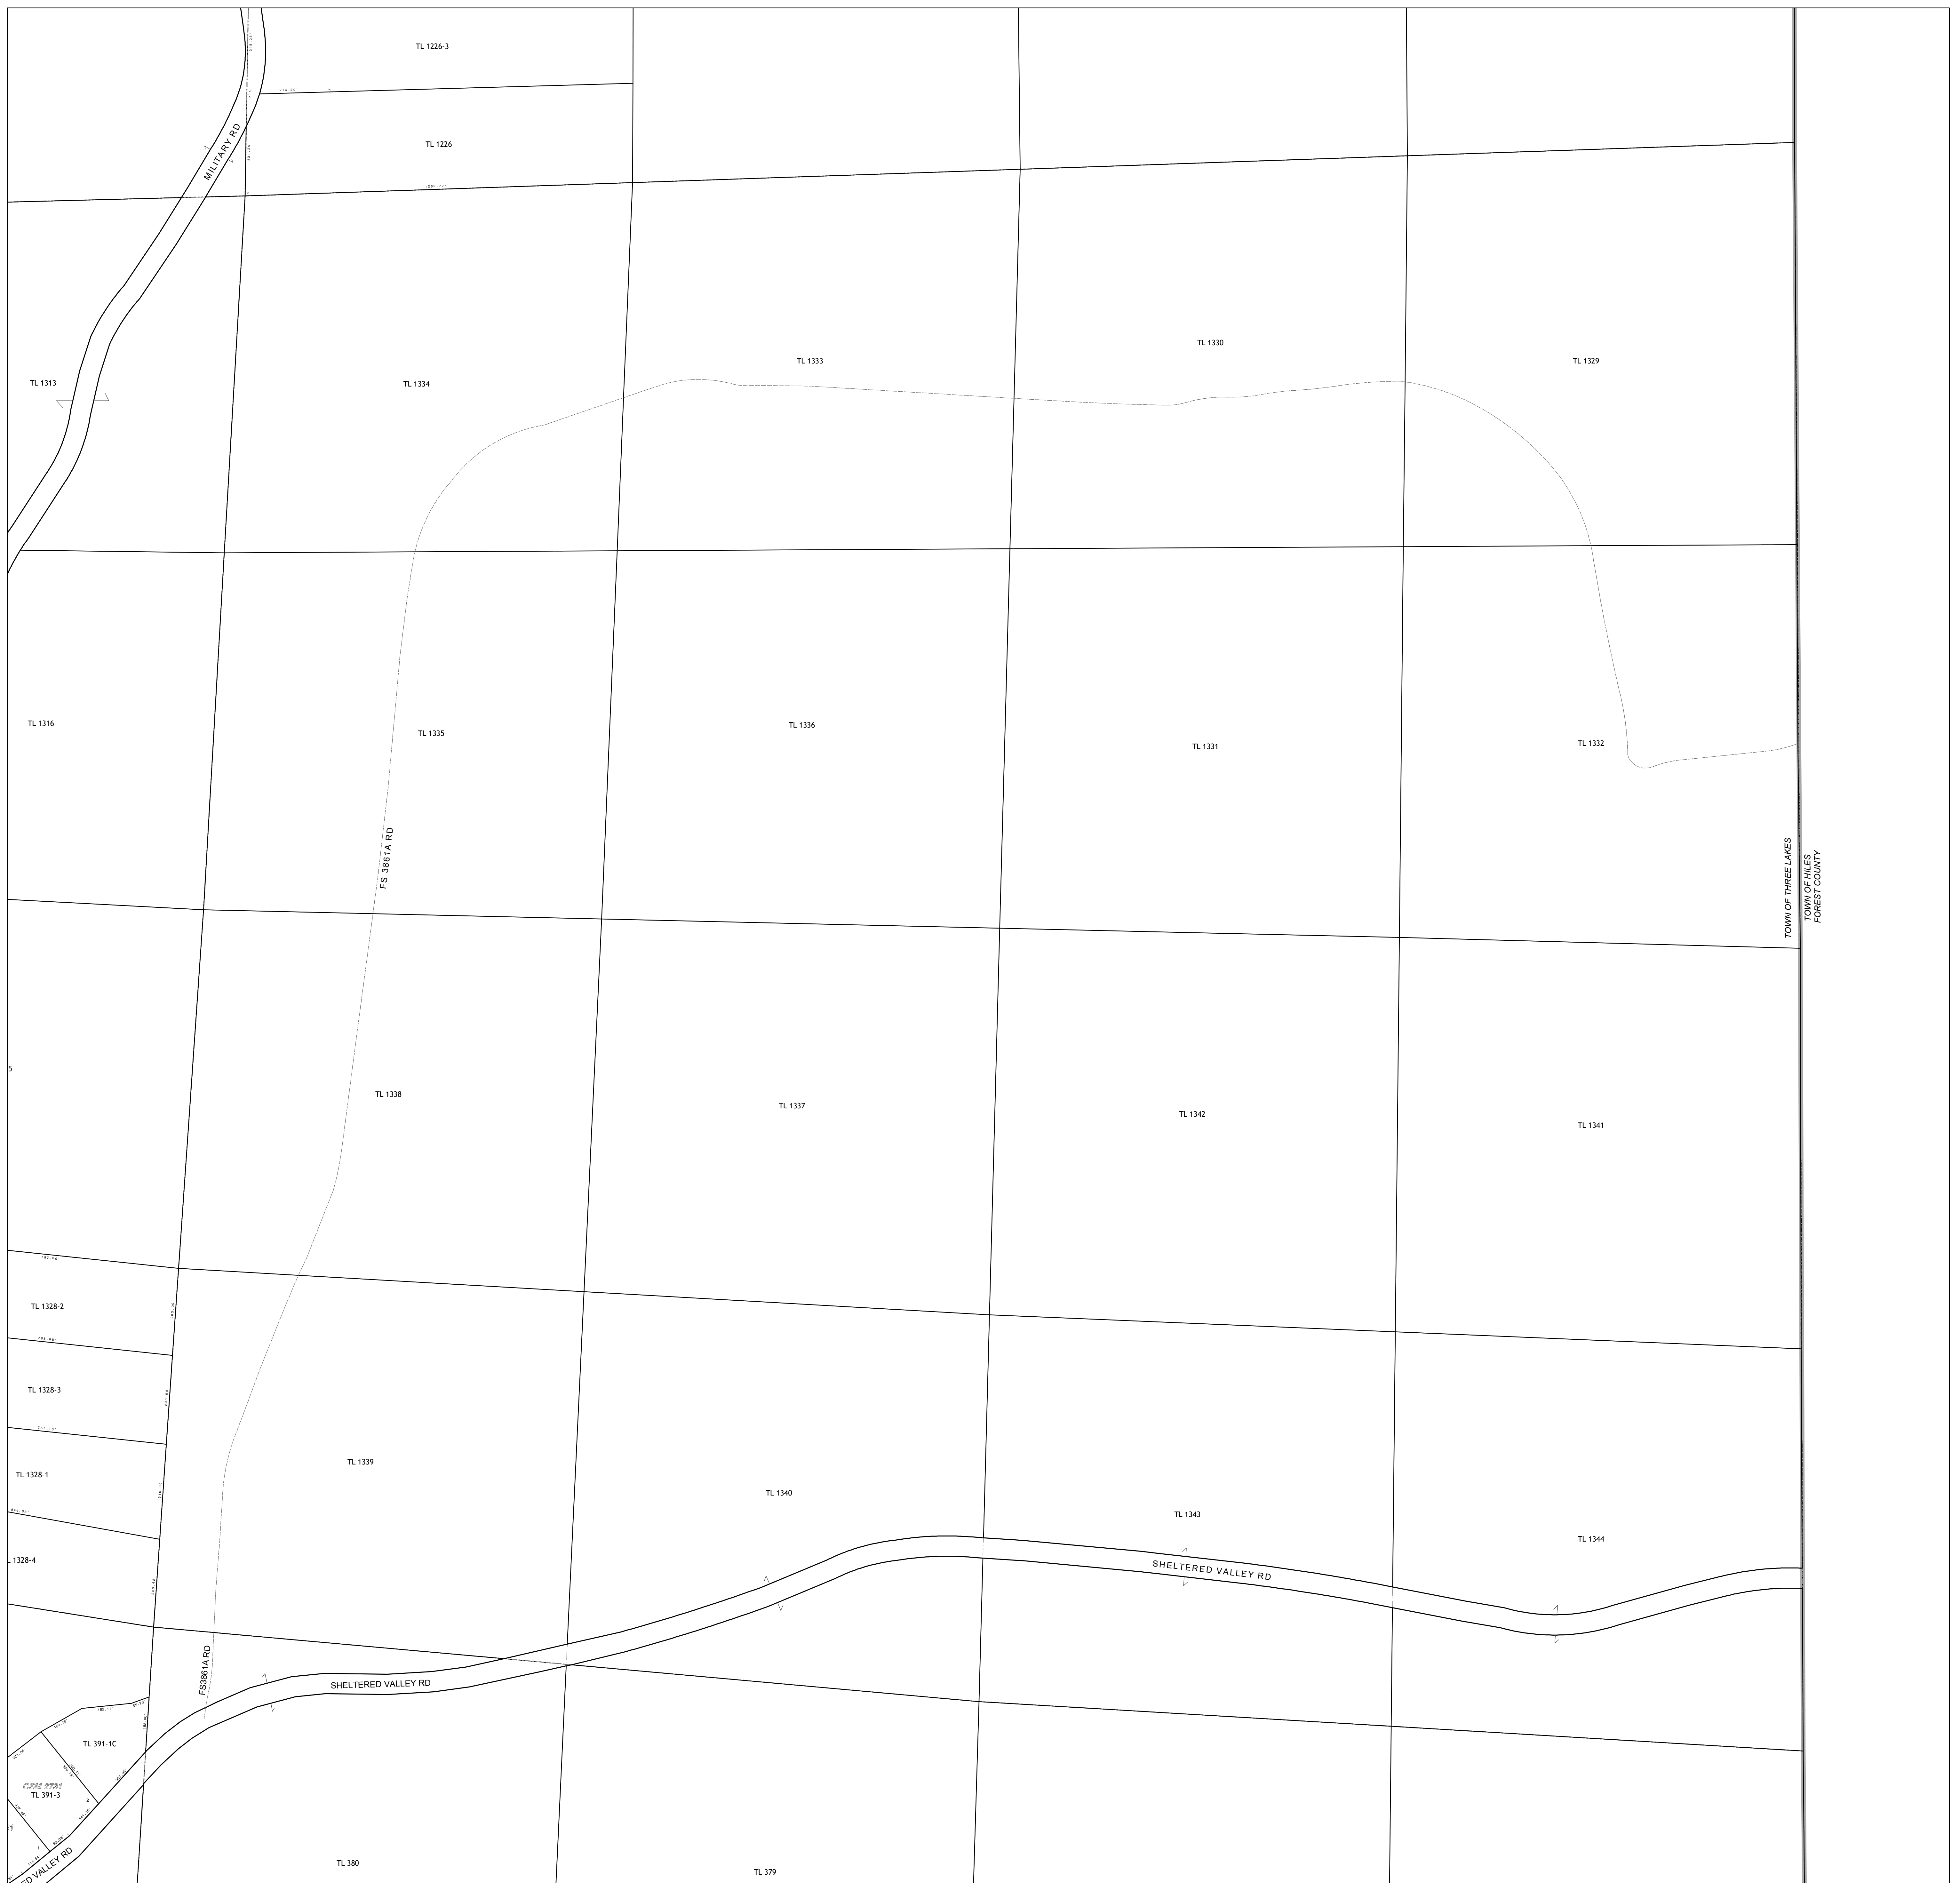 TL 1226-3
TL 1226
MILITARY RD
1292.71'
TL 1313
TL 1334
TL 1333
TL 1330
TL 1329
TL 1316
TL 1335
TL 1336
TL 1331
TL 1332
FS 3861A RD
TOWN OF THREE LAKES
TOWN OF HILES
FOREST COUNTY
5
TL 1338
TL 1337
TL 1342
TL 1341
TL 1328-2
TL 1328-3
TL 1339
TL 1328-1
TL 1340
TL 1343
TL 1344
L 1328-4
SHELTERED VALLEY RD
FS3861A RD
SHELTERED VALLEY RD
TL 391-1C
CSM 2731
TL 391-3
ED VALLEY RD
TL 380
TL 379